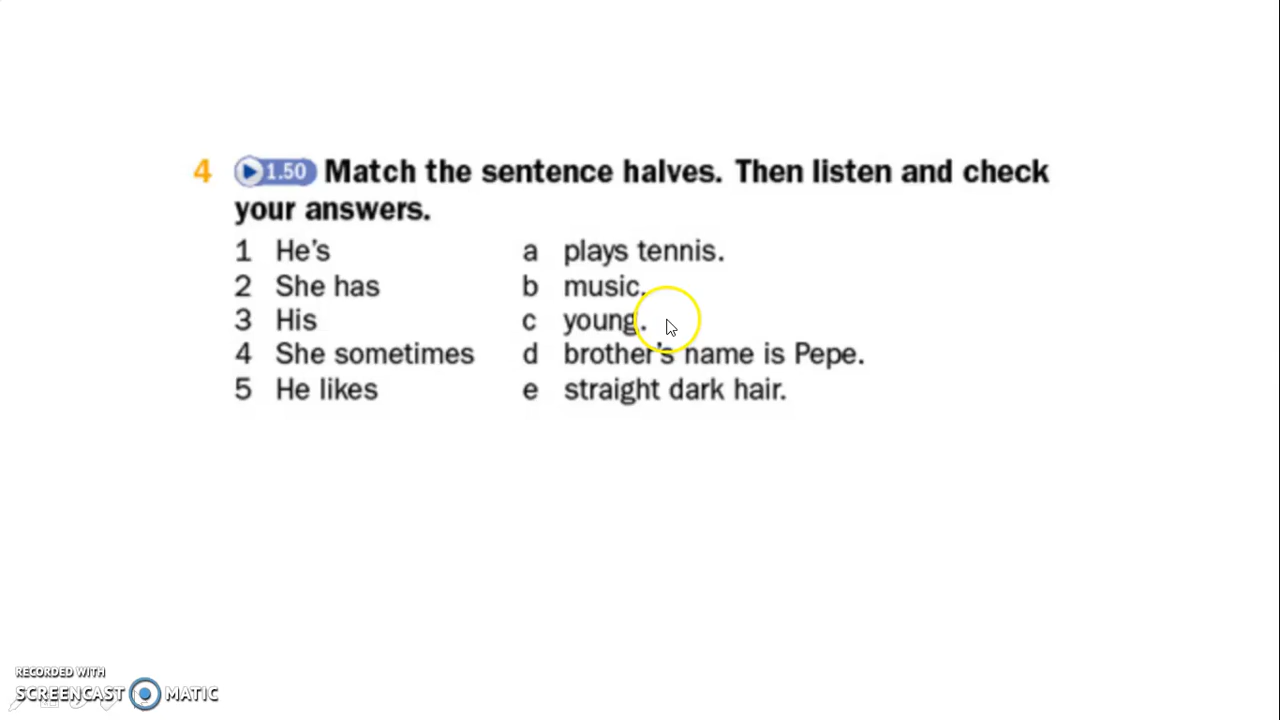 4 1.50 Match the sentence halves. Then listen and check
your answers.
1 He's a plays tennis.
2 She has b music.
3 His c young.
4 She sometimes d brother's name is Pepe.
5 He likes e straight dark hair.
RECORDED WITH
SCREENCAST MATIC